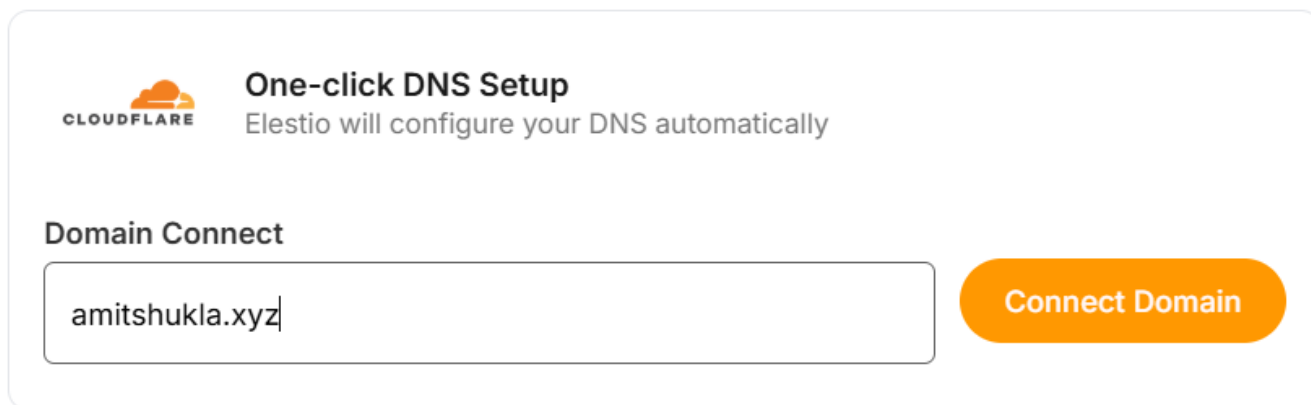 One-click DNS Setup
CLOUDFLARE
Elestio will configure your DNS automatically
Domain Connect
amitshukla.xyz
Connect Domain